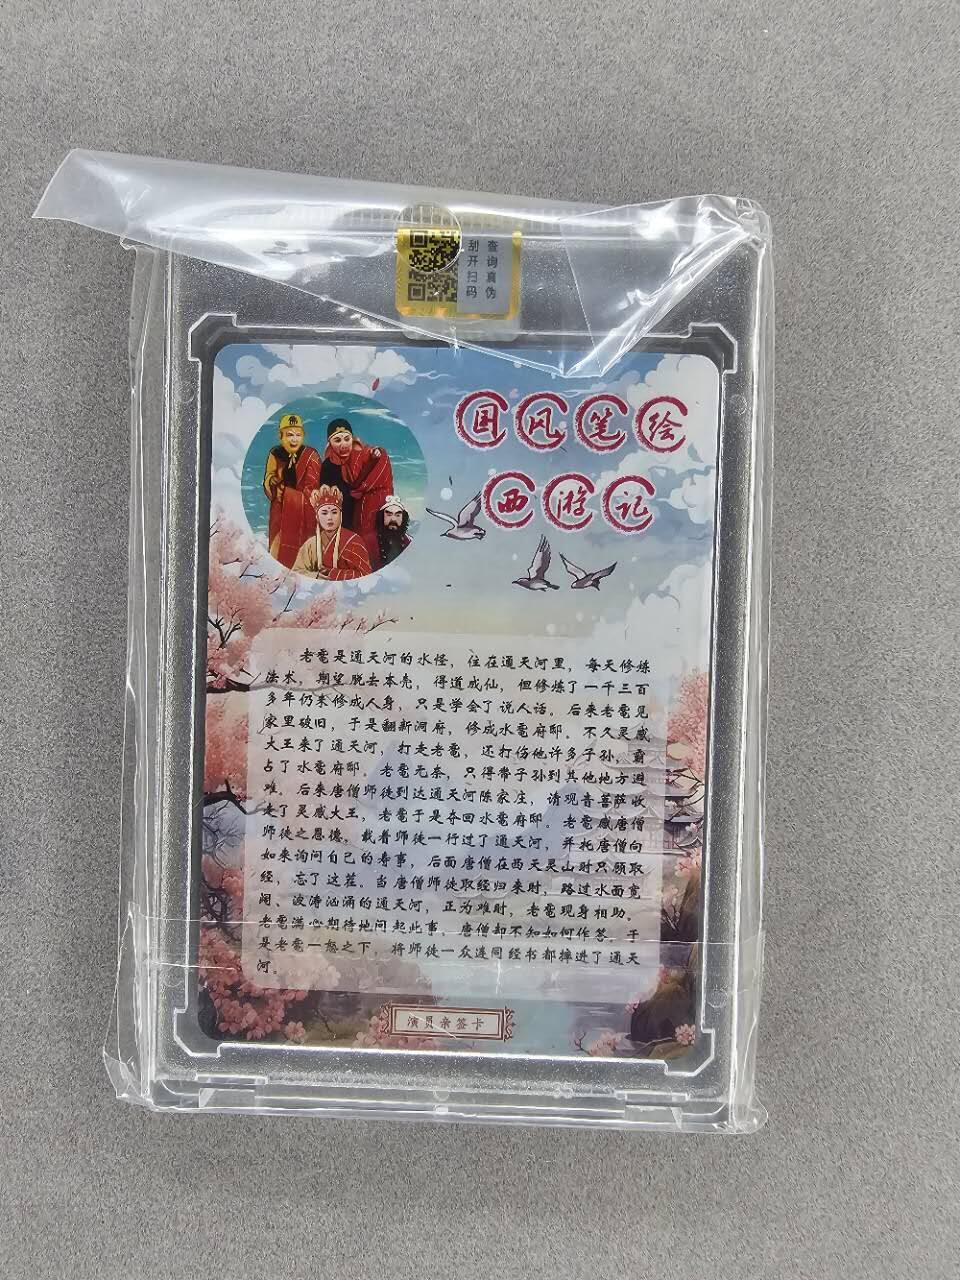 查询真伪
刮开扫码
国风笔绘
西游记
老鼋是通天河的水怪，住在通天河里，每天修炼
法术，期望脱去本壳，得道成仙，但修炼了一千三百
多年仍未修成人身，只是学会了说人话。后来老鼋见
家里破旧，于是翻新洞府，修成水鼋府邸。不久灵感
大王来了通天河，打走老鼋，还打伤他许多子孙，霸
占了水鼋府邸。老鼋无奈，只得带子孙到其他地方避
难。后来唐僧师徒到达通天河陈家庄，请观音菩萨收
走了灵感大王，老鼋于是夺回水鼋府邸。老鼋感唐僧
师徒之恩德，载着师徒一行过了通天河，并托唐僧向
如来询问自己的寿事，后面唐僧在西天灵山时只顾取
经，忘了这茬。当唐僧师徒取经归来时，路过水面宽
阔、波涛汹涌的通天河，正为难时，老鼋现身相助。
老鼋满心期待地问起此事，唐僧却不知如何作答。于
是老鼋一怒之下，将师徒一众连同经书都摔进了通天
河。
演员亲签卡